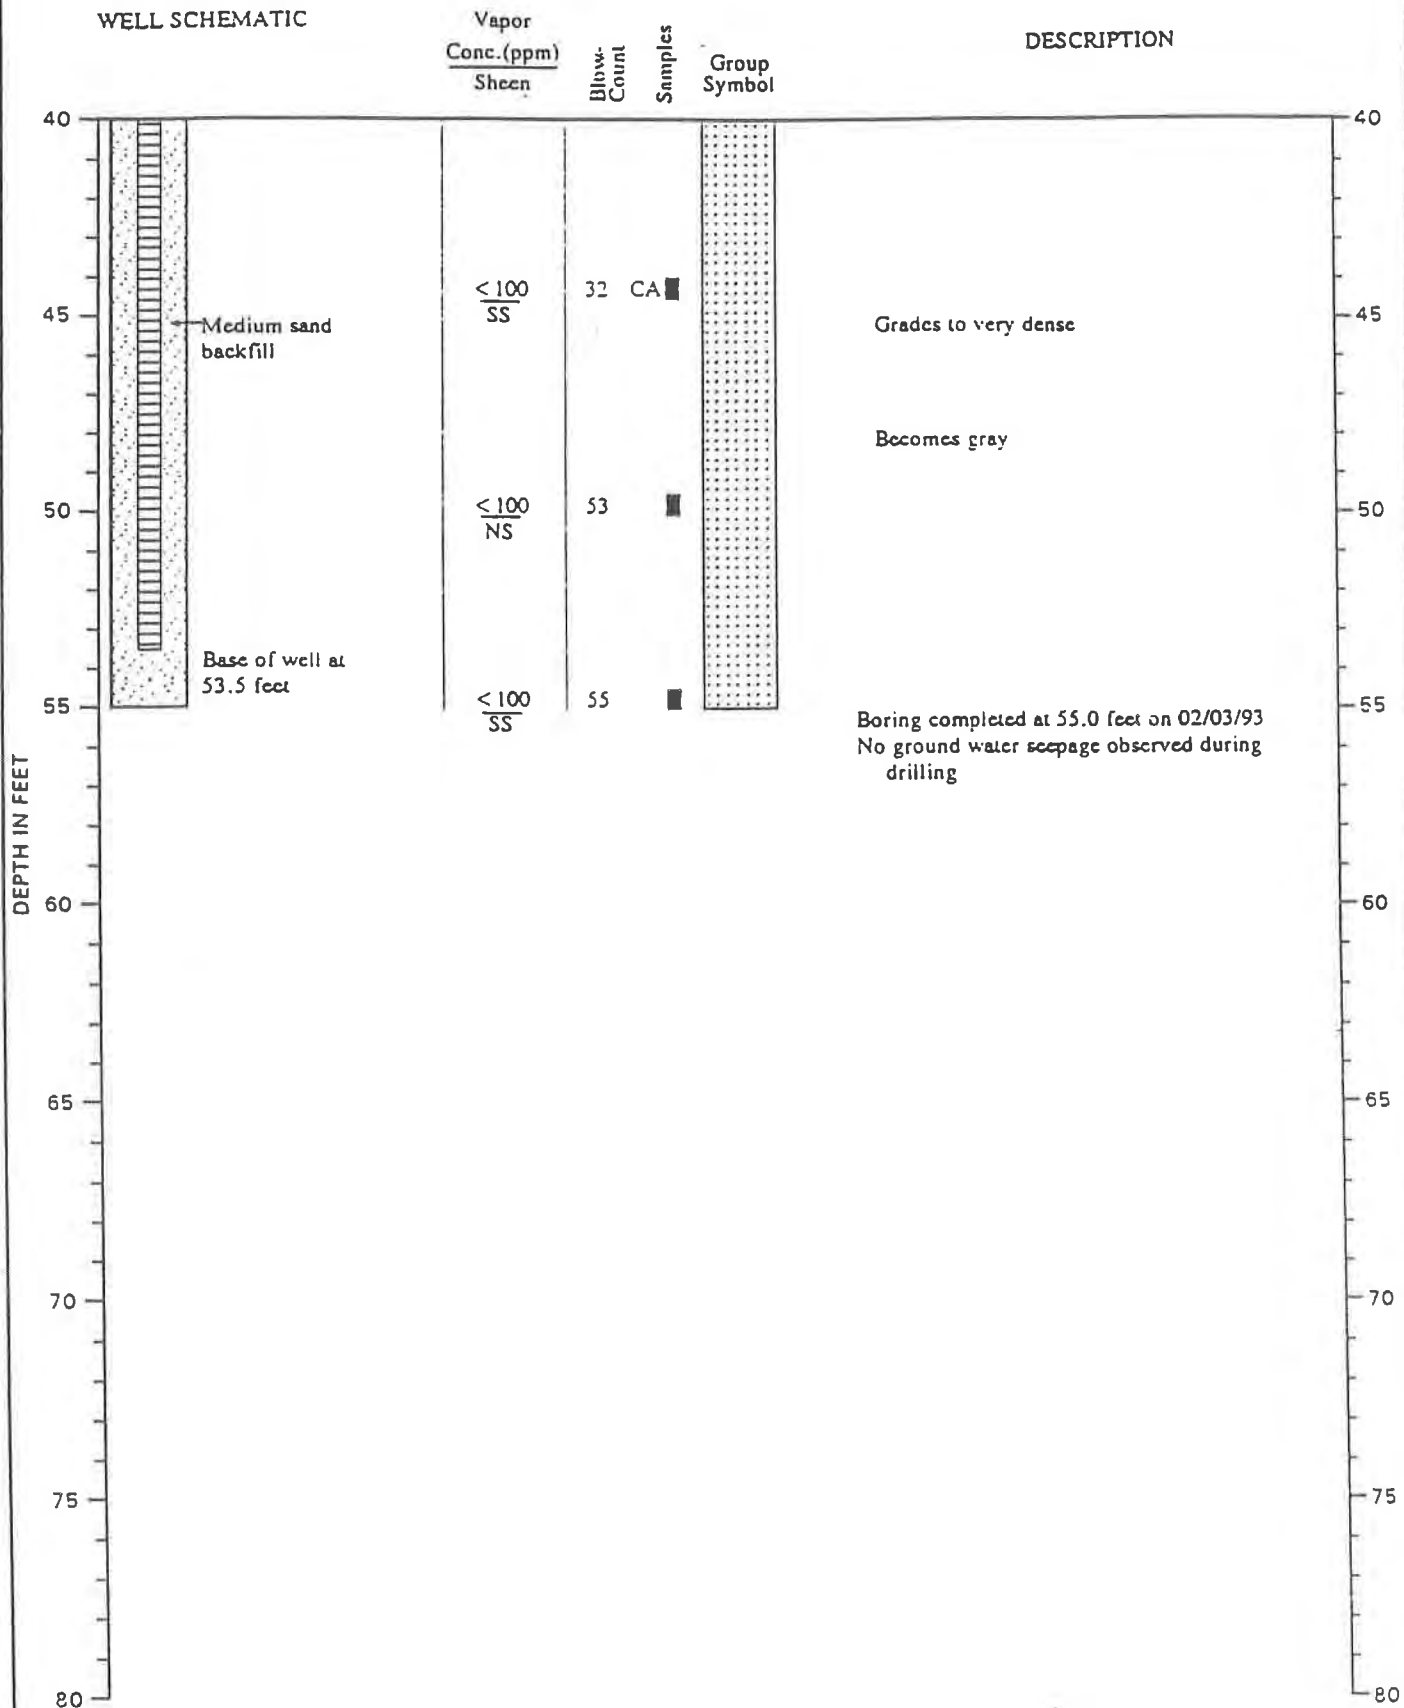 WELL SCHEMATIC
Vapor
Conc.(ppm)
Sheen
Blow-
Count
Samples
Group
Symbol
DESCRIPTION
40
40
<100
SS
32 CA
45
Medium sand
backfill
Grades to very dense
45
Becomes gray
50
<100
NS
53
50
Base of well at
53.5 feet
55
<100
SS
55
55
Boring completed at 55.0 feet on 02/03/93
No ground water seepage observed during
drilling
DEPTH IN FEET
60
60
65
65
70
70
75
75
80
80